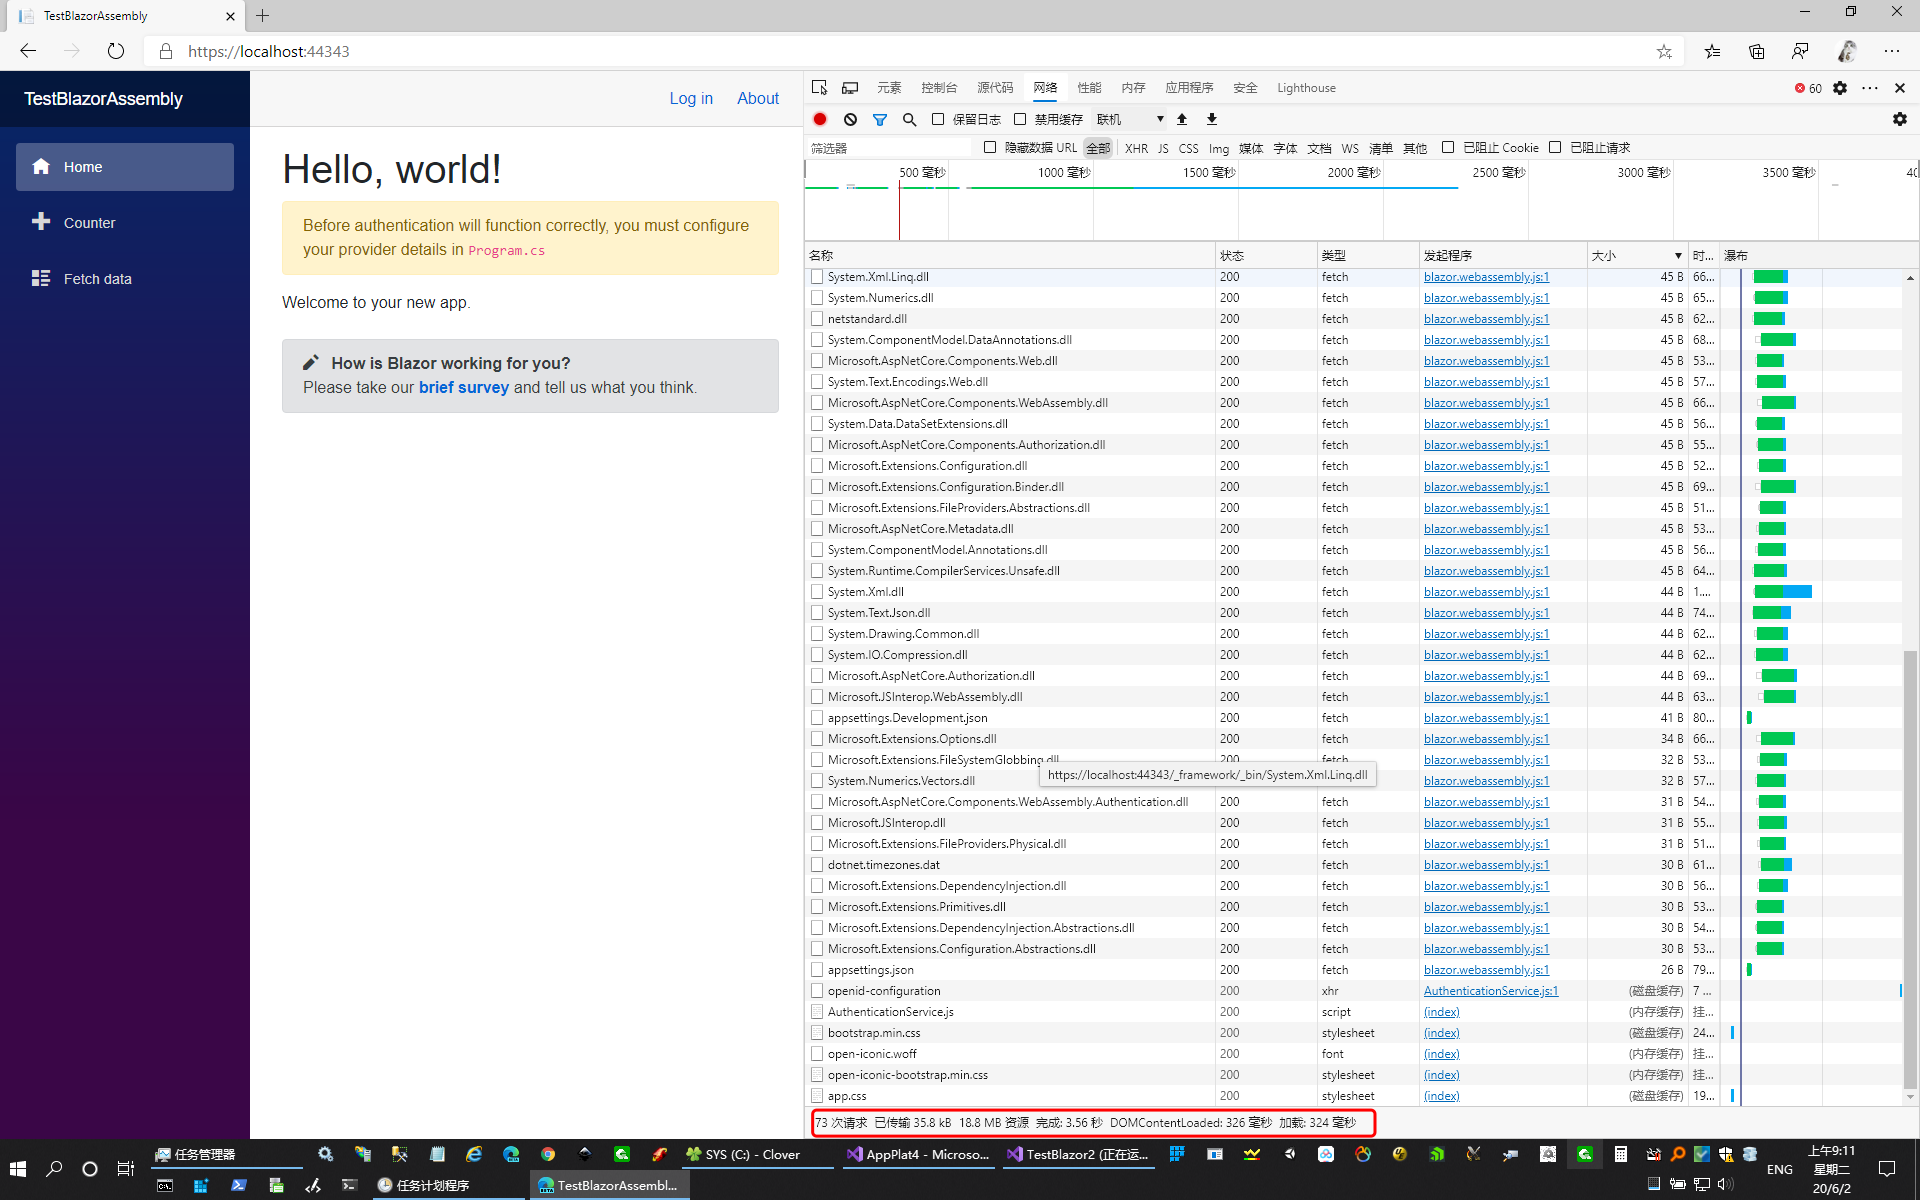 TestBlazorAssembly
https://localhost:44343
TestBlazorAssembly
Home
Counter
Fetch data
Log in About
Hello, world!
Before authentication will function correctly, you must configure
your provider details in Program.cs
Welcome to your new app.
How is Blazor working for you?
Please take our brief survey and tell us what you think.
元素 控制台 源代码 网络 性能 内存 应用程序 安全 Lighthouse 60
保留日志 禁用缓存 联机
筛选器 隐藏数据 URL 全部 XHR JS CSS Img 媒体 字体 文档 WS 清单 其他 已阻止 Cookie 已阻止请求
500 毫秒 1000 毫秒 1500 毫秒 2000 毫秒 2500 毫秒 3000 毫秒 3500 毫秒
名称 状态 类型 发起程序 大小 时... 瀑布
System.Xml.Linq.dll 200 fetch blazor.webassembly.js:1 45 B 66...
System.Numerics.dll 200 fetch blazor.webassembly.js:1 45 B 65...
netstandard.dll 200 fetch blazor.webassembly.js:1 45 B 62...
System.ComponentModel.DataAnnotations.dll 200 fetch blazor.webassembly.js:1 45 B 68...
Microsoft.AspNetCore.Components.Web.dll 200 fetch blazor.webassembly.js:1 45 B 53...
System.Text.Encodings.Web.dll 200 fetch blazor.webassembly.js:1 45 B 57...
Microsoft.AspNetCore.Components.WebAssembly.dll 200 fetch blazor.webassembly.js:1 45 B 66...
System.Data.DataSetExtensions.dll 200 fetch blazor.webassembly.js:1 45 B 56...
Microsoft.AspNetCore.Components.Authorization.dll 200 fetch blazor.webassembly.js:1 45 B 55...
Microsoft.Extensions.Configuration.dll 200 fetch blazor.webassembly.js:1 45 B 52...
Microsoft.Extensions.Configuration.Binder.dll 200 fetch blazor.webassembly.js:1 45 B 69...
Microsoft.Extensions.FileProviders.Abstractions.dll 200 fetch blazor.webassembly.js:1 45 B 51...
Microsoft.AspNetCore.Metadata.dll 200 fetch blazor.webassembly.js:1 45 B 53...
System.ComponentModel.Annotations.dll 200 fetch blazor.webassembly.js:1 45 B 56...
System.Runtime.CompilerServices.Unsafe.dll 200 fetch blazor.webassembly.js:1 45 B 64...
System.Xml.dll 200 fetch blazor.webassembly.js:1 44 B 1....
System.Text.Json.dll 200 fetch blazor.webassembly.js:1 44 B 74...
System.Drawing.Common.dll 200 fetch blazor.webassembly.js:1 44 B 62...
System.IO.Compression.dll 200 fetch blazor.webassembly.js:1 44 B 62...
Microsoft.AspNetCore.Authorization.dll 200 fetch blazor.webassembly.js:1 44 B 69...
Microsoft.JSInterop.WebAssembly.dll 200 fetch blazor.webassembly.js:1 44 B 63...
appsettings.Development.json 200 fetch blazor.webassembly.js:1 41 B 80...
Microsoft.Extensions.Options.dll 200 fetch blazor.webassembly.js:1 34 B 66...
Microsoft.Extensions.FileSystemGlobbing.dll 200 fetch blazor.webassembly.js:1 32 B 53...
https://localhost:44343/_framework/_bin/System.Xml.Linq.dll
System.Numerics.Vectors.dll blazor.webassembly.js:1 32 B 57...
Microsoft.AspNetCore.Components.WebAssembly.Authentication.dll 200 fetch blazor.webassembly.js:1 31 B 54...
Microsoft.JSInterop.dll 200 fetch blazor.webassembly.js:1 31 B 55...
Microsoft.Extensions.FileProviders.Physical.dll 200 fetch blazor.webassembly.js:1 31 B 51...
dotnet.timezones.dat 200 fetch blazor.webassembly.js:1 30 B 61...
Microsoft.Extensions.DependencyInjection.dll 200 fetch blazor.webassembly.js:1 30 B 56...
Microsoft.Extensions.Primitives.dll 200 fetch blazor.webassembly.js:1 30 B 53...
Microsoft.Extensions.DependencyInjection.Abstractions.dll 200 fetch blazor.webassembly.js:1 30 B 54...
Microsoft.Extensions.Configuration.Abstractions.dll 200 fetch blazor.webassembly.js:1 30 B 53...
appsettings.json 200 fetch blazor.webassembly.js:1 26 B 79...
openid-configuration 200 xhr AuthenticationService.js:1 (磁盘缓存) 7 ...
AuthenticationService.js 200 script (index) (内存缓存) 挂...
bootstrap.min.css 200 stylesheet (index) (磁盘缓存) 24...
open-iconic.woff 200 font (index) (内存缓存) 挂...
open-iconic-bootstrap.min.css 200 stylesheet (index) (内存缓存) 挂...
app.css 200 stylesheet (index) (磁盘缓存) 19...
73 次请求 已传输 35.8 kB 18.8 MB 资源 完成: 3.56 秒 DOMContentLoaded: 326 毫秒 加载: 324 毫秒
任务管理器 SYS (C:) - Clover AppPlat4 - Microso... TestBlazor2 (正在运...
任务计划程序 TestBlazorAssembl...
ENG
上午 9:11
星期二
20/6/2